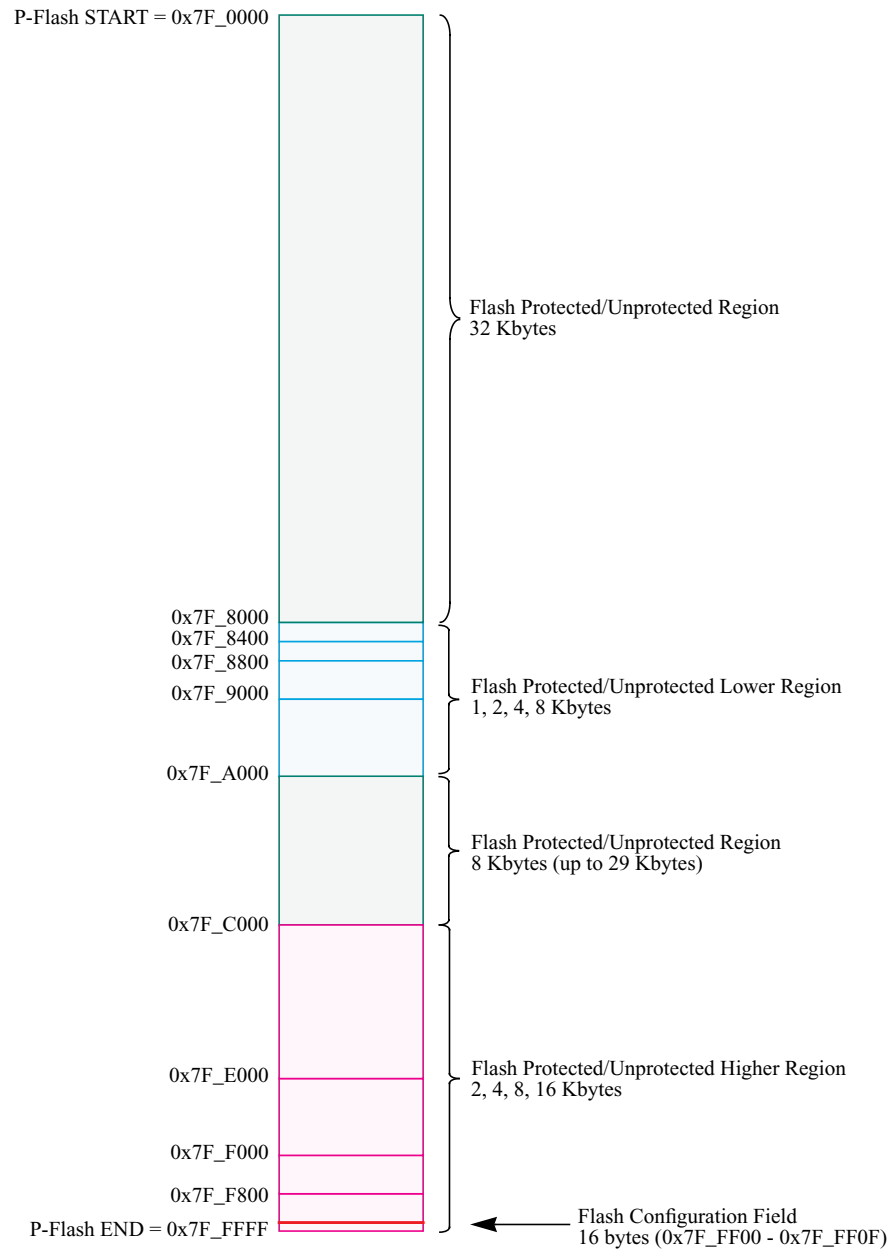 P-Flash START = 0x7F_0000
Flash Protected/Unprotected Region
32 Kbytes
0x7F_8000
0x7F_8400
0x7F_8800
0x7F_9000
Flash Protected/Unprotected Lower Region
1, 2, 4, 8 Kbytes
0x7F_A000
Flash Protected/Unprotected Region
8 Kbytes (up to 29 Kbytes)
0x7F_C000
Flash Protected/Unprotected Higher Region
2, 4, 8, 16 Kbytes
0x7F_E000
0x7F_F000
0x7F_F800
P-Flash END = 0x7F_FFFF
Flash Configuration Field
16 bytes (0x7F_FF00 - 0x7F_FF0F)